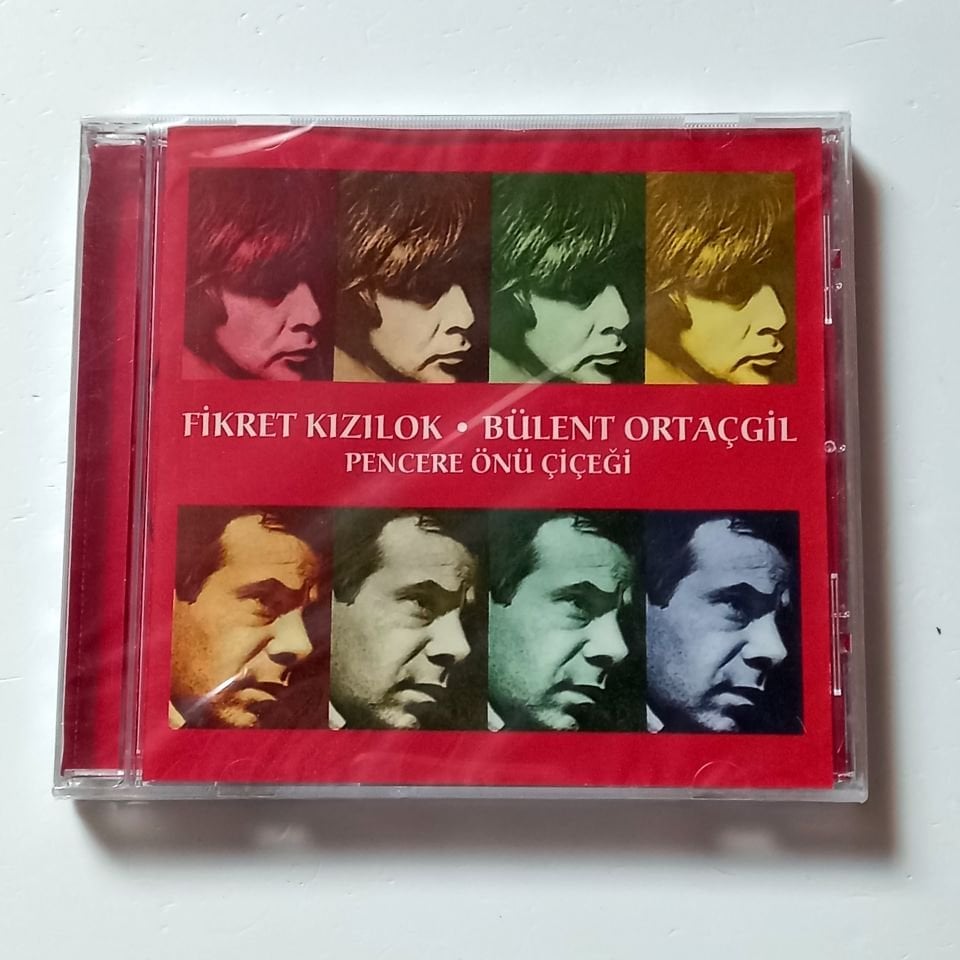 FİKRET KIZILOK • BÜLENT ORTAÇGİL
PENCERE ÖNÜ ÇİÇEĞİ